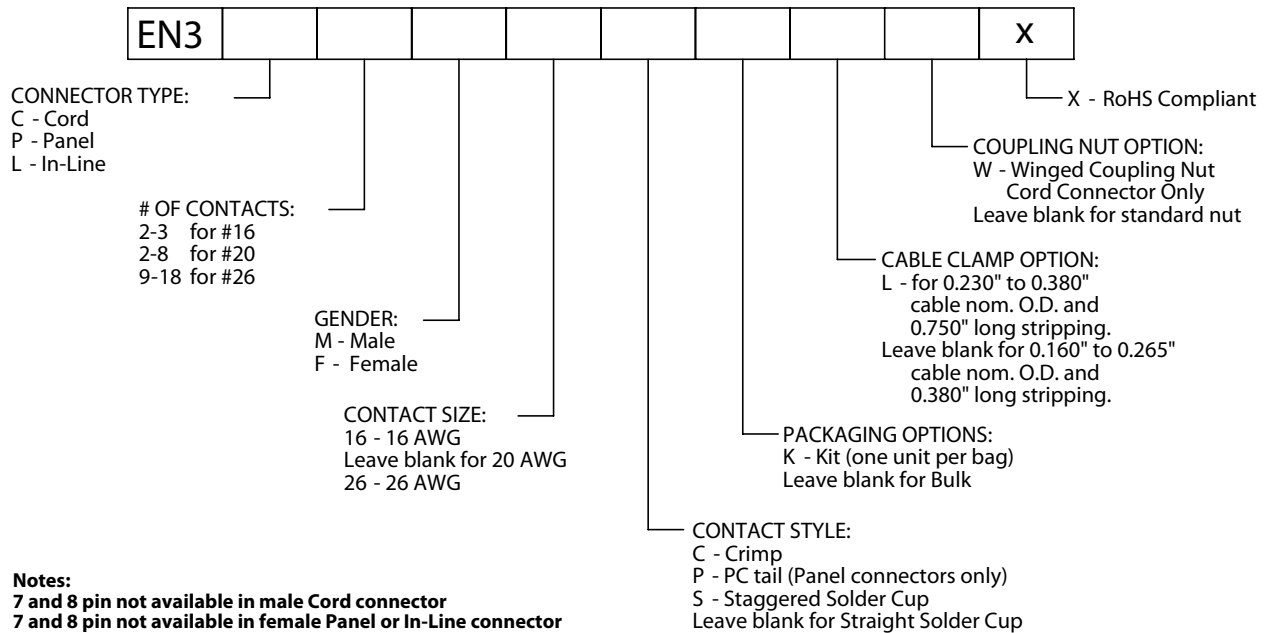 EN3 X
CONNECTOR TYPE:
C - Cord
P - Panel
L - In-Line
# OF CONTACTS:
2-3 for #16
2-8 for #20
9-18 for #26
GENDER:
M - Male
F - Female
CONTACT SIZE:
16 - 16 AWG
Leave blank for 20 AWG
26 - 26 AWG
X - RoHS Compliant
COUPLING NUT OPTION:
W - Winged Coupling Nut
Cord Connector Only
Leave blank for standard nut
CABLE CLAMP OPTION:
L - for 0.230" to 0.380"
cable nom. O.D. and
0.750" long stripping.
Leave blank for 0.160" to 0.265"
cable nom. O.D. and
0.380" long stripping.
PACKAGING OPTIONS:
K - Kit (one unit per bag)
Leave blank for Bulk
CONTACT STYLE:
C - Crimp
P - PC tail (Panel connectors only)
S - Staggered Solder Cup
Leave blank for Straight Solder Cup
Notes:
7 and 8 pin not available in male Cord connector
7 and 8 pin not available in female Panel or In-Line connector